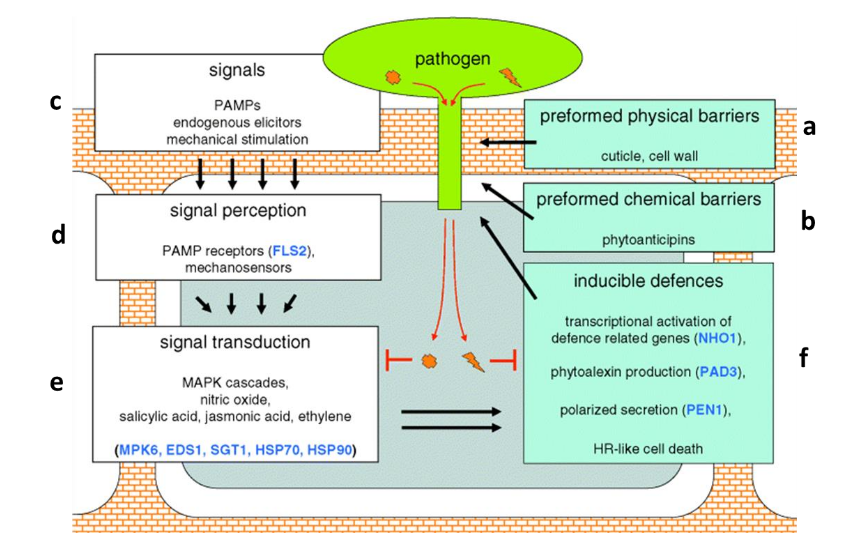 pathogen
c
signals
PAMPs
endogenous elicitors
mechanical stimulation
preformed physical barriers
cuticle, cell wall
a
d
signal perception
PAMP receptors (FLS2),
mechanosensors
preformed chemical barriers
phytoanticipins
b
e
signal transduction
MAPK cascades,
nitric oxide,
salicylic acid, jasmonic acid, ethylene
(MPK6, EDS1, SGT1, HSP70, HSP90)
inducible defences
transcriptional activation of
defence related genes (NHO1),
phytoalexin production (PAD3),
polarized secretion (PEN1),
HR-like cell death
f